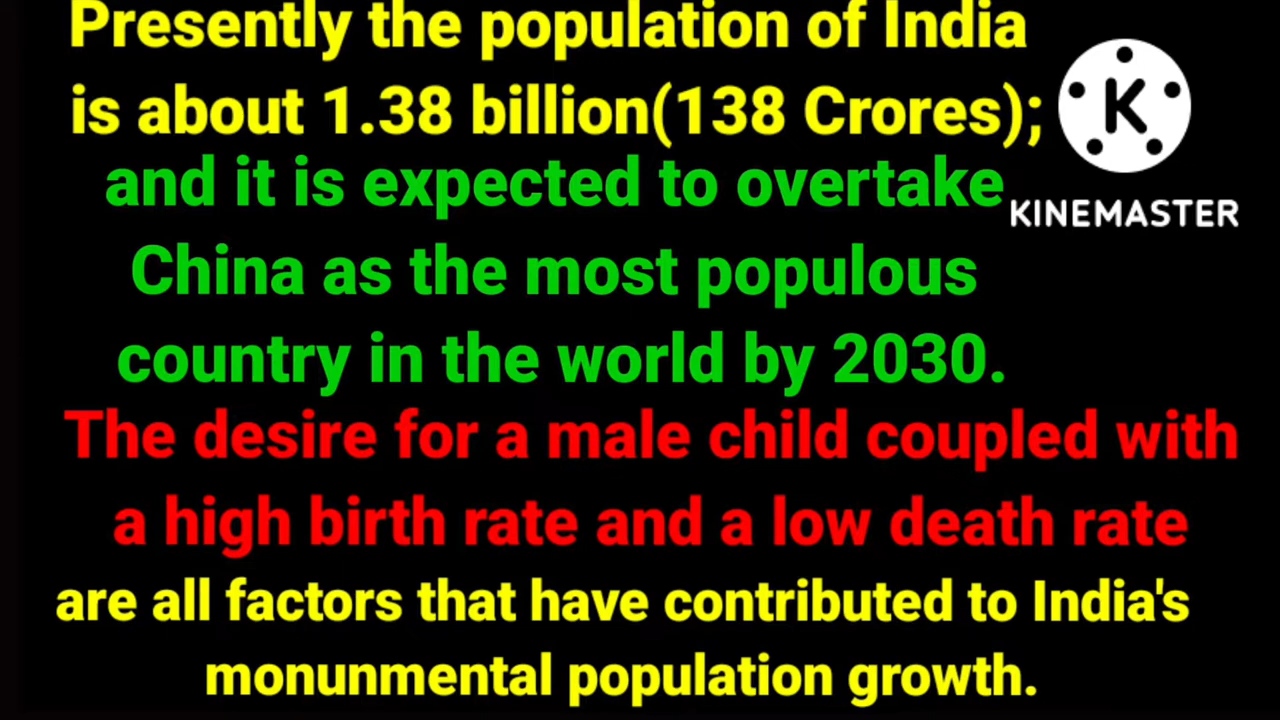 Presently the population of India
is about 1.38 billion(138 Crores);
and it is expected to overtake
China as the most populous
country in the world by 2030.
The desire for a male child coupled with
a high birth rate and a low death rate
are all factors that have contributed to India's
monunmental population growth.
K
KINEMASTER